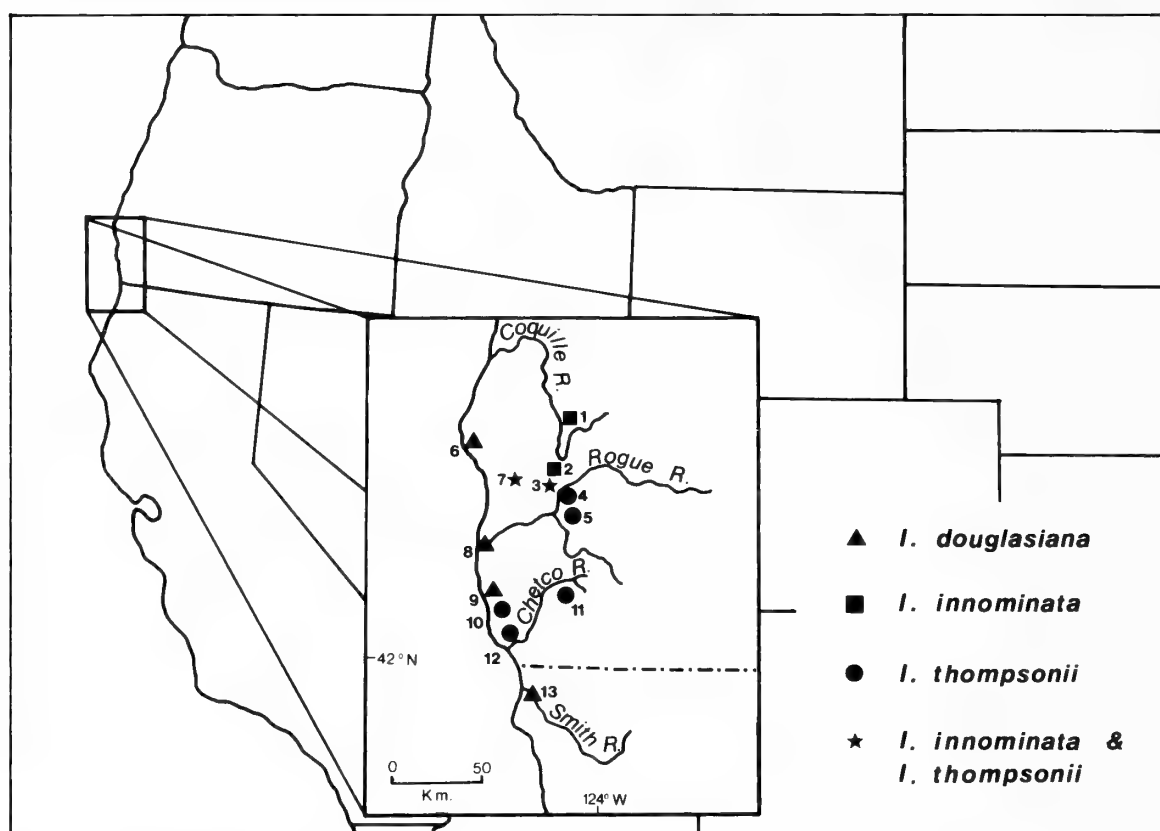 Coquille R.
1
6
2
Rogue R.
7
3
4
5
8
Chetco R.
9
11
10
12
42°N
13
Smith R.
0 50
Km.
124°W
I. douglasiana
I. innominata
I. thompsonii
I. innominata &
I. thompsonii